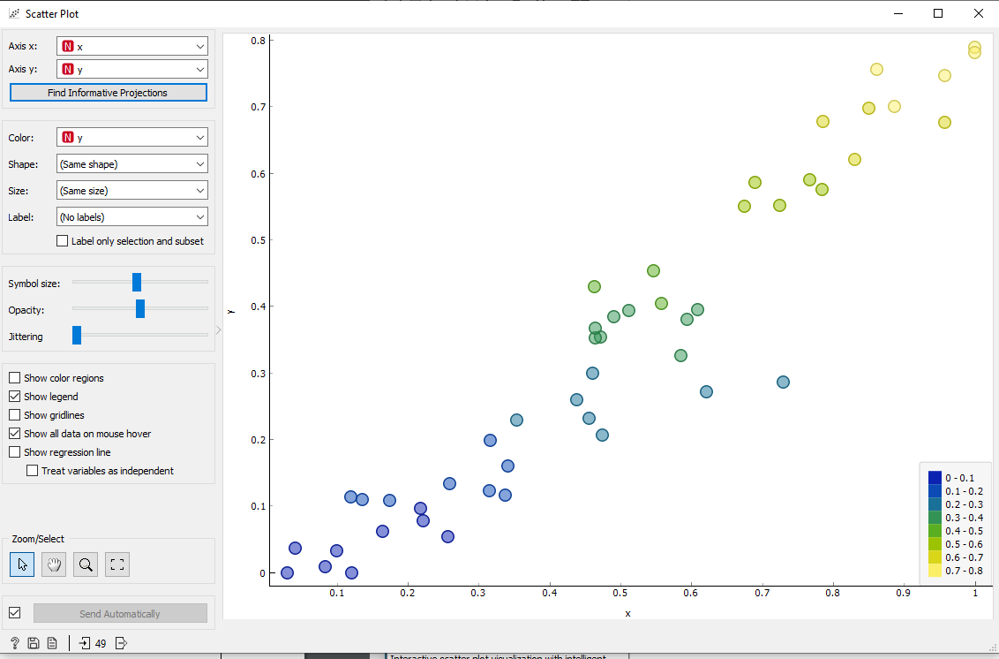 Scatter Plot
Axis x: N x
Axis y: N y
Find Informative Projections
Color: N y
Shape: (Same shape)
Size: (Same size)
Label: (No labels)
Label only selection and subset
Symbol size:
Opacity:
Jittering
Show color regions
Show legend
Show gridlines
Show all data on mouse hover
Show regression line
Treat variables as independent
Zoom/Select
Send Automatically
? 49
0.8
0.7
0.6
0.5
0.4
0.3
0.2
0.1
0
y
0.1 0.2 0.3 0.4 0.5 0.6 0.7 0.8 0.9 1
x
0 - 0.1
0.1 - 0.2
0.2 - 0.3
0.3 - 0.4
0.4 - 0.5
0.5 - 0.6
0.6 - 0.7
0.7 - 0.8
Interactive scatter plot visualization with intelligent